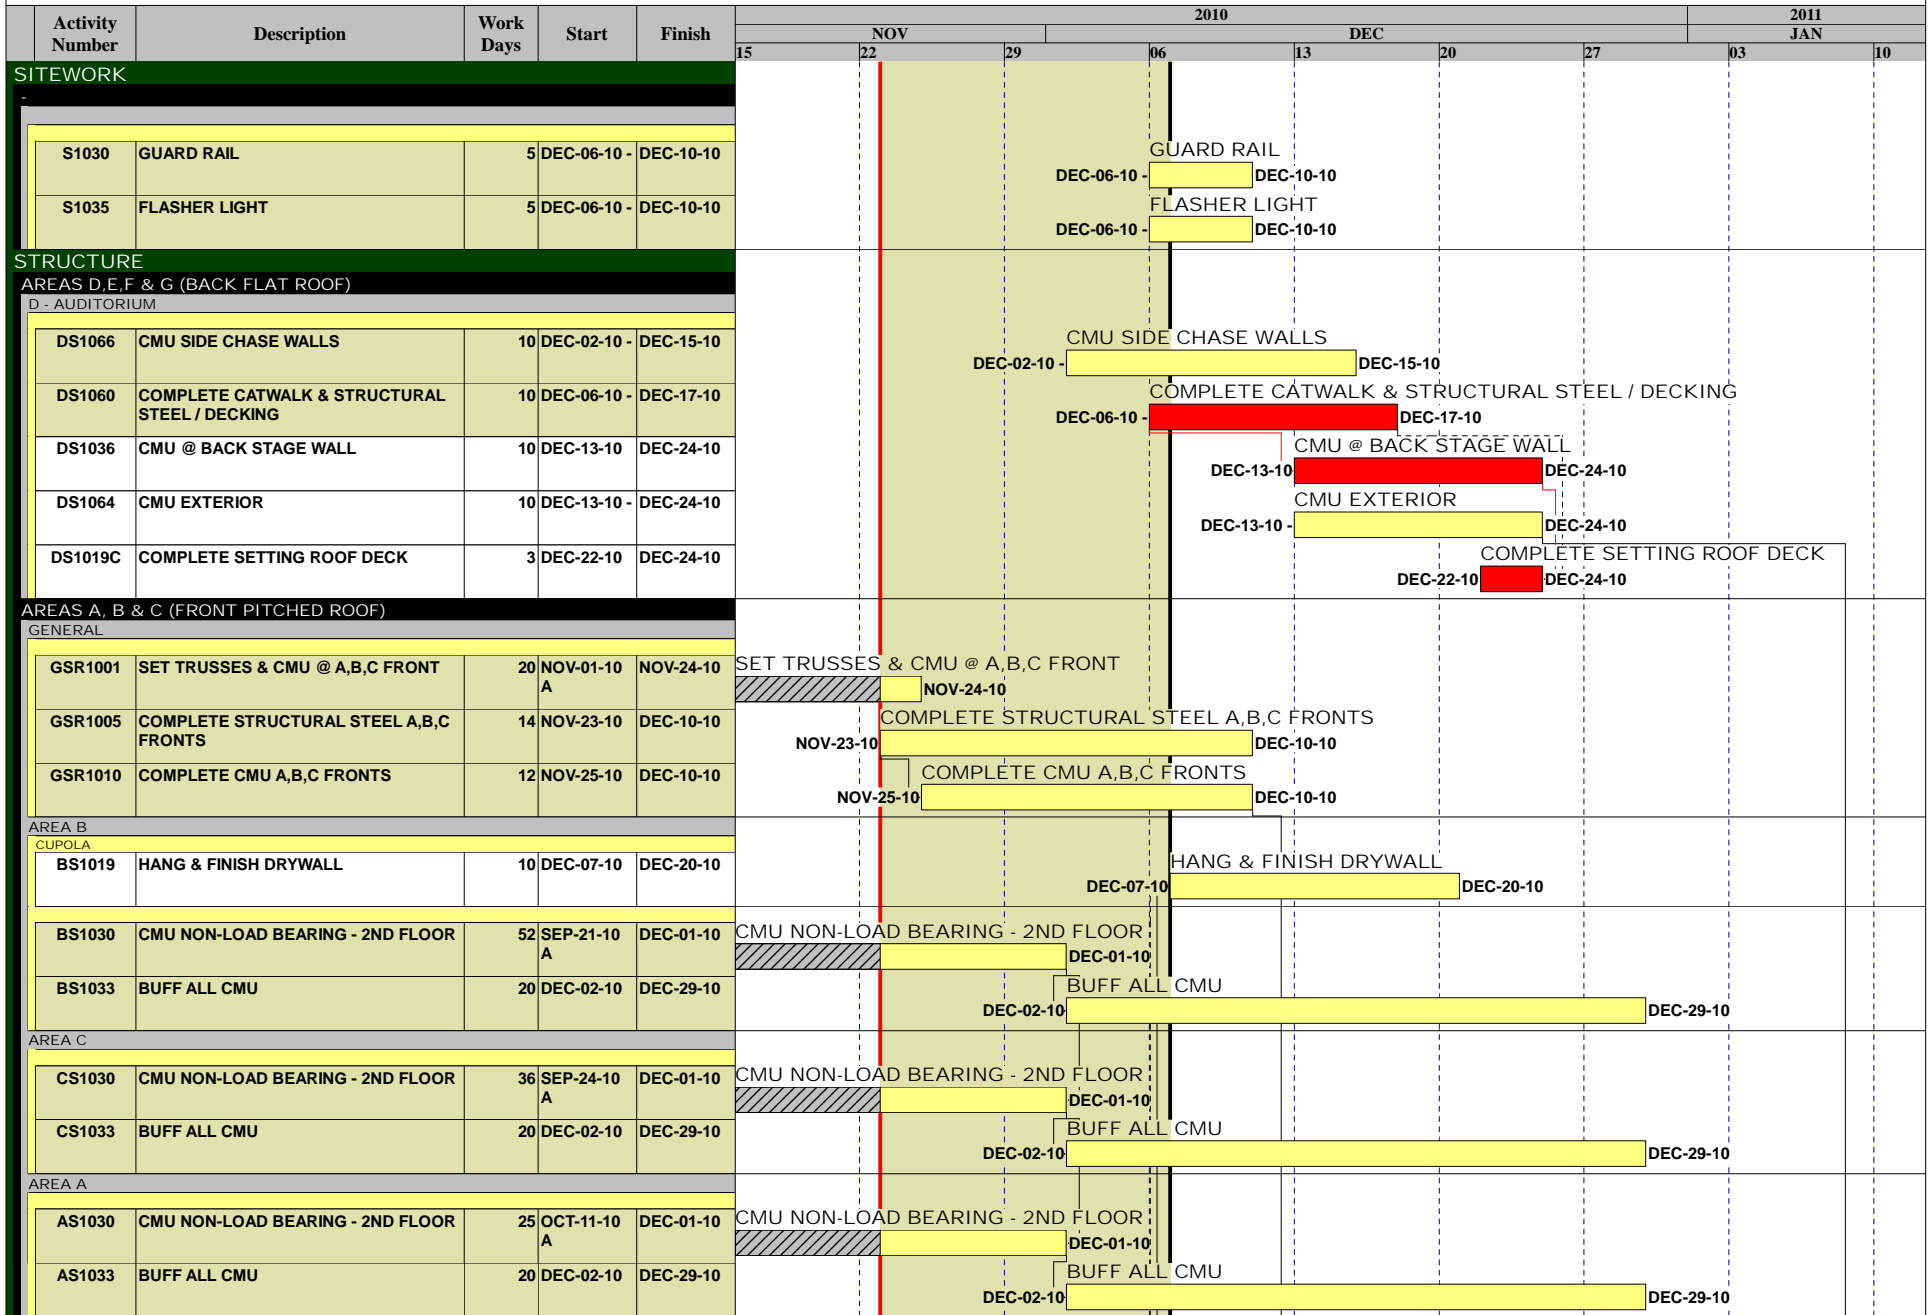 2010 2011
Activity Number Description Work Days Start Finish NOV DEC JAN
15 22 29 06 13 20 27 03 10
SITEWORK
-
S1030 GUARD RAIL 5 DEC-06-10 - DEC-10-10
GUARD RAIL
DEC-06-10 - DEC-10-10
S1035 FLASHER LIGHT 5 DEC-06-10 - DEC-10-10
FLASHER LIGHT
DEC-06-10 - DEC-10-10
STRUCTURE
AREAS D,E,F & G (BACK FLAT ROOF)
D - AUDITORIUM
DS1066 CMU SIDE CHASE WALLS 10 DEC-02-10 - DEC-15-10
CMU SIDE CHASE WALLS
DEC-02-10 - DEC-15-10
DS1060 COMPLETE CATWALK & STRUCTURAL STEEL / DECKING 10 DEC-06-10 - DEC-17-10
COMPLETE CATWALK & STRUCTURAL STEEL / DECKING
DEC-06-10 - DEC-17-10
DS1036 CMU @ BACK STAGE WALL 10 DEC-13-10 DEC-24-10
CMU @ BACK STAGE WALL
DEC-13-10 DEC-24-10
DS1064 CMU EXTERIOR 10 DEC-13-10 - DEC-24-10
CMU EXTERIOR
DEC-13-10 - DEC-24-10
DS1019C COMPLETE SETTING ROOF DECK 3 DEC-22-10 DEC-24-10
COMPLETE SETTING ROOF DECK
DEC-22-10 DEC-24-10
AREAS A, B & C (FRONT PITCHED ROOF)
GENERAL
GSR1001 SET TRUSSES & CMU @ A,B,C FRONT 20 NOV-01-10 A NOV-24-10
SET TRUSSES & CMU @ A,B,C FRONT
NOV-24-10
GSR1005 COMPLETE STRUCTURAL STEEL A,B,C FRONTS 14 NOV-23-10 DEC-10-10
COMPLETE STRUCTURAL STEEL A,B,C FRONTS
NOV-23-10 DEC-10-10
GSR1010 COMPLETE CMU A,B,C FRONTS 12 NOV-25-10 DEC-10-10
COMPLETE CMU A,B,C FRONTS
NOV-25-10 DEC-10-10
AREA B
CUPOLA
BS1019 HANG & FINISH DRYWALL 10 DEC-07-10 DEC-20-10
HANG & FINISH DRYWALL
DEC-07-10 DEC-20-10
BS1030 CMU NON-LOAD BEARING - 2ND FLOOR 52 SEP-21-10 A DEC-01-10
CMU NON-LOAD BEARING - 2ND FLOOR
DEC-01-10
BS1033 BUFF ALL CMU 20 DEC-02-10 DEC-29-10
BUFF ALL CMU
DEC-02-10 DEC-29-10
AREA C
CS1030 CMU NON-LOAD BEARING - 2ND FLOOR 36 SEP-24-10 A DEC-01-10
CMU NON-LOAD BEARING - 2ND FLOOR
DEC-01-10
CS1033 BUFF ALL CMU 20 DEC-02-10 DEC-29-10
BUFF ALL CMU
DEC-02-10 DEC-29-10
AREA A
AS1030 CMU NON-LOAD BEARING - 2ND FLOOR 25 OCT-11-10 A DEC-01-10
CMU NON-LOAD BEARING - 2ND FLOOR
DEC-01-10
AS1033 BUFF ALL CMU 20 DEC-02-10 DEC-29-10
BUFF ALL CMU
DEC-02-10 DEC-29-10